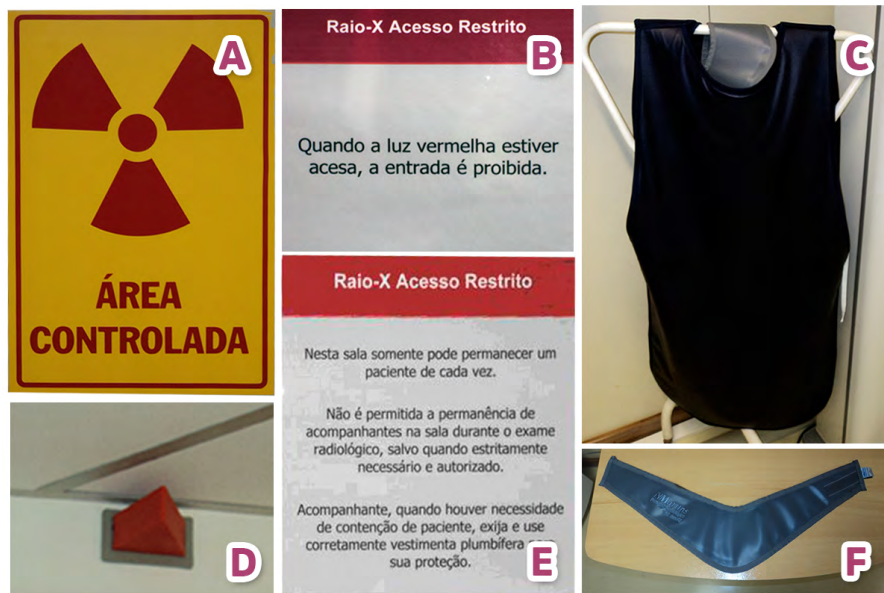 A
ÁREA
CONTROLADA
Raio-X Acesso Restrito
B
Quando a luz vermelha estiver
acesa, a entrada é proibida.
C
D
Raio-X Acesso Restrito
Nesta sala somente pode permanecer um
paciente de cada vez.
Não é permitida a permanência de
acompanhantes na sala durante o exame
radiológico, salvo quando estritamente
necessário e autorizado.
Acompanhante, quando houver necessidade
de contenção de paciente, exija e use
corretamente vestimenta plumbífera
sua proteção.
E
F